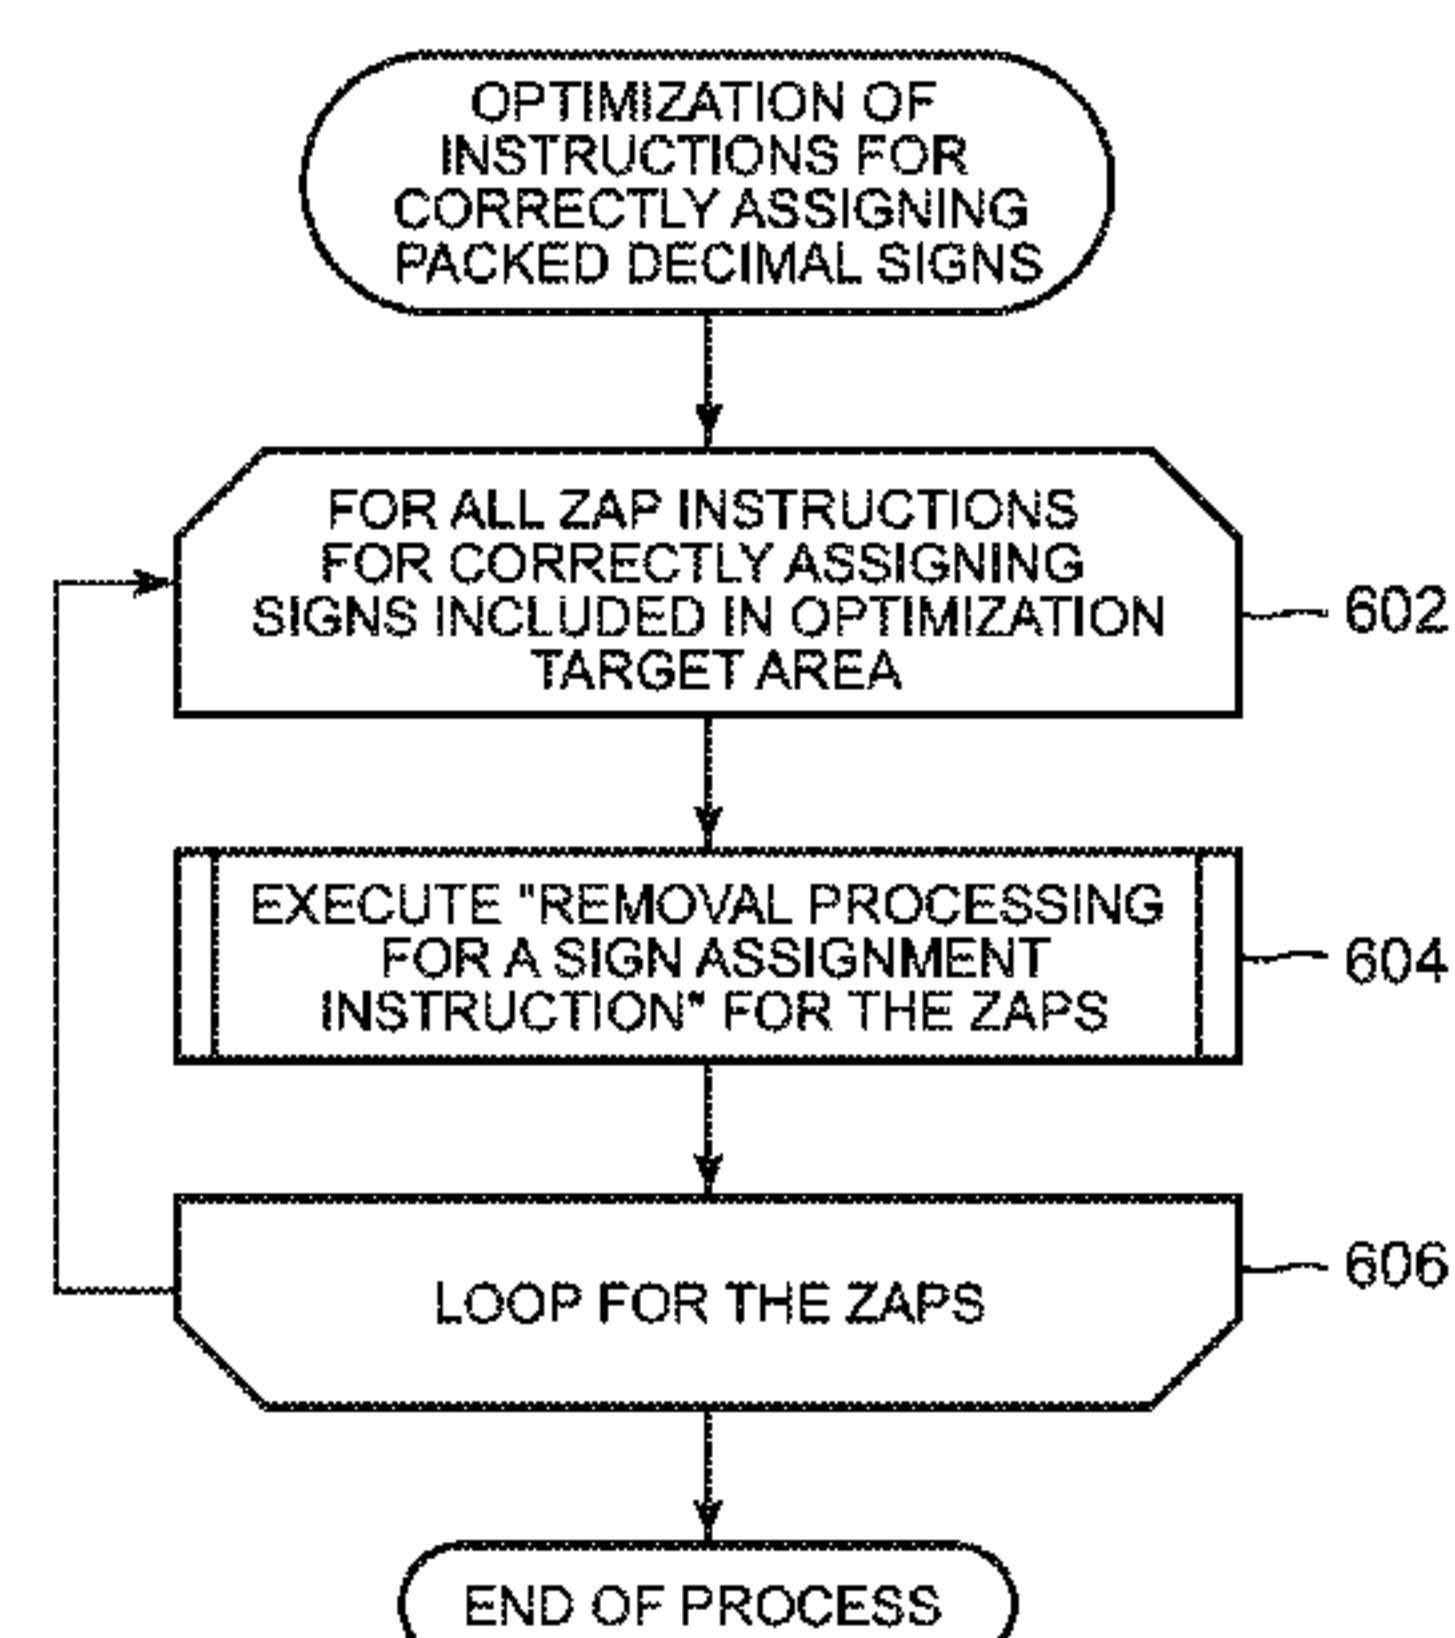 OPTIMIZATION OF
INSTRUCTIONS FOR
CORRECTLY ASSIGNING
PACKED DECIMAL SIGNS
FOR ALL ZAP INSTRUCTIONS
FOR CORRECTLY ASSIGNING
SIGNS INCLUDED IN OPTIMIZATION
TARGET AREA
602
EXECUTE "REMOVAL PROCESSING
FOR A SIGN ASSIGNMENT
INSTRUCTION" FOR THE ZAPS
604
LOOP FOR THE ZAPS
606
END OF PROCESS